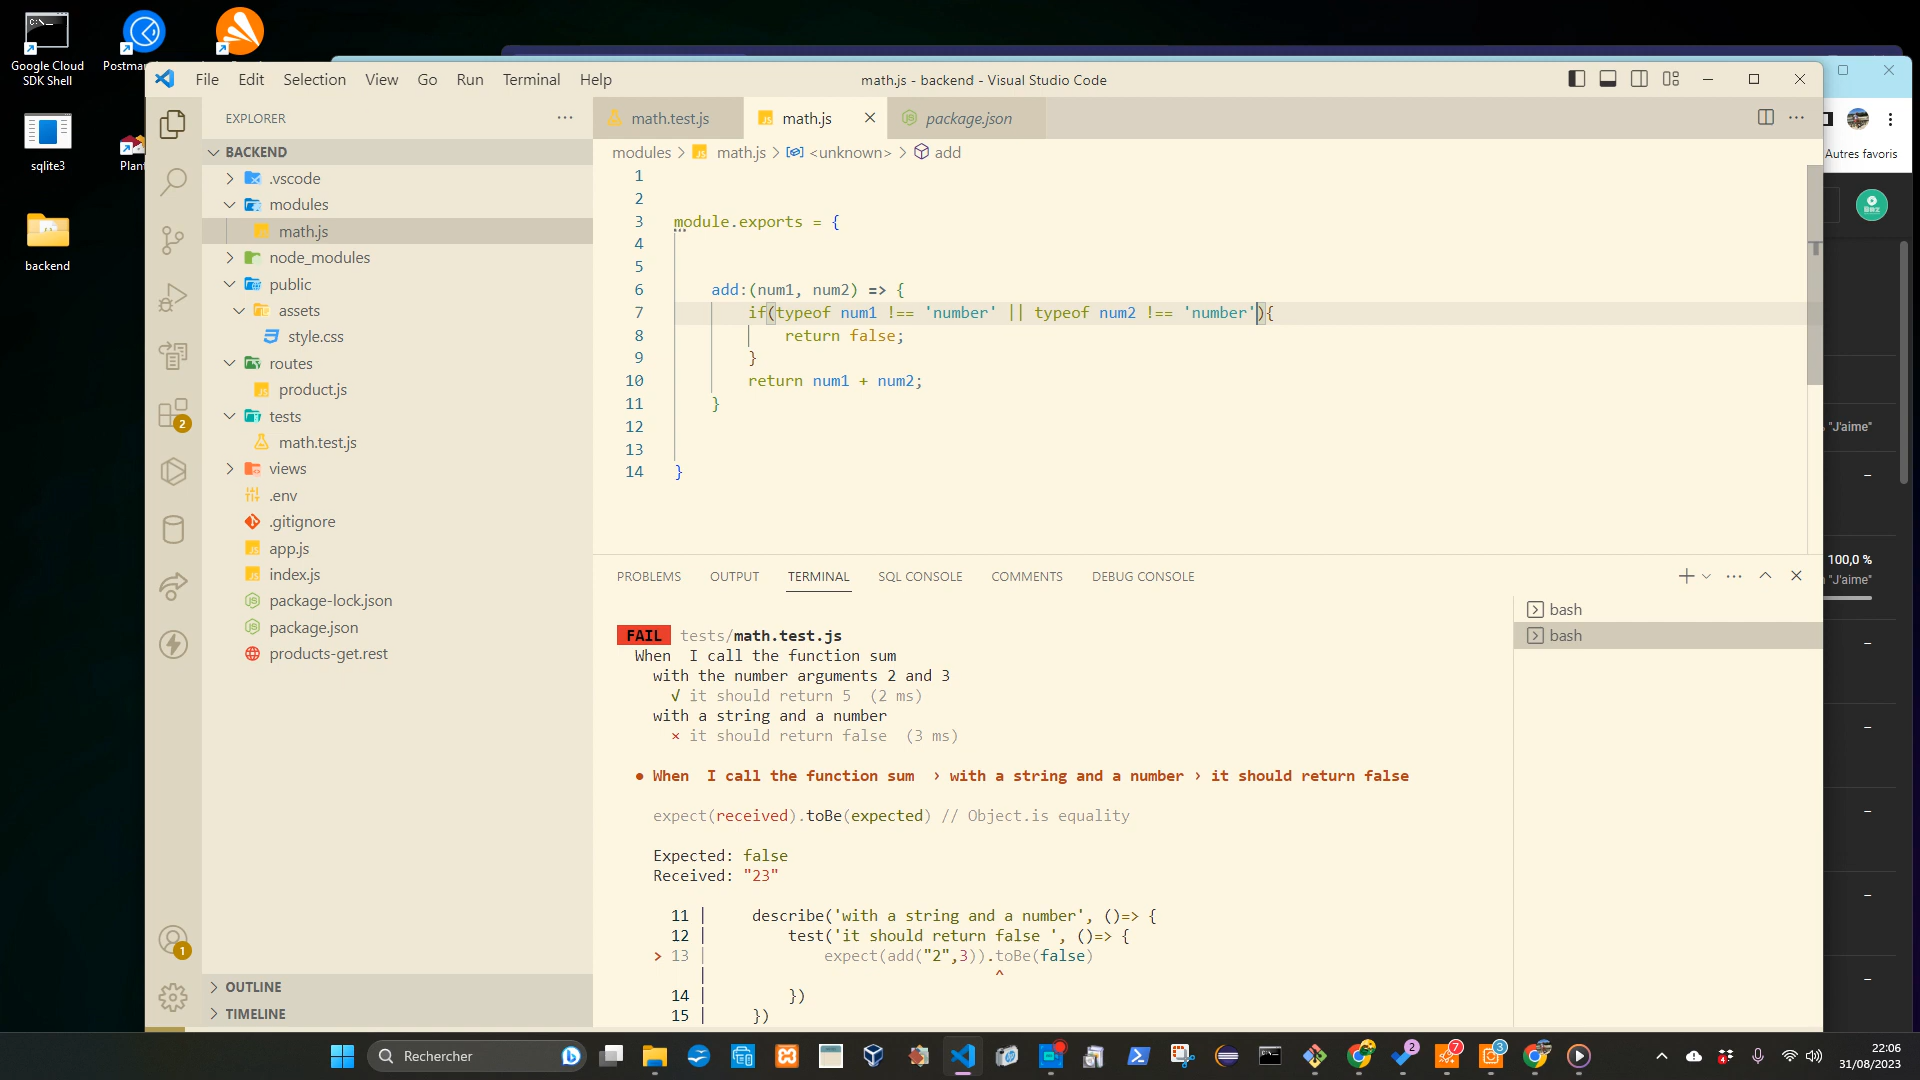 Google Cloud
SDK Shell
Postman
sqlite3
Plant
backend
File Edit Selection View Go Run Terminal Help
math.js - backend - Visual Studio Code
EXPLORER
BACKEND
.vscode
modules
math.js
node_modules
public
assets
style.css
routes
product.js
tests
math.test.js
views
.env
.gitignore
app.js
index.js
package-lock.json
package.json
products-get.rest
OUTLINE
TIMELINE
2
1
math.test.js math.js package.json
modules > math.js > <unknown> > add
1
2
3 module.exports = {
4
5
6 add:(num1, num2) => {
7 if(typeof num1 !== 'number' || typeof num2 !== 'number'){
8 return false;
9 }
10 return num1 + num2;
11 }
12
13
14 }
PROBLEMS OUTPUT TERMINAL SQL CONSOLE COMMENTS DEBUG CONSOLE
bash
bash
FAIL tests/math.test.js
When I call the function sum
with the number arguments 2 and 3
√ it should return 5 (2 ms)
with a string and a number
× it should return false (3 ms)
● When I call the function sum › with a string and a number › it should return false
expect(received).toBe(expected) // Object.is equality
Expected: false
Received: "23"
11 | describe('with a string and a number', ()=> {
12 | test('it should return false ', ()=> {
> 13 | expect(add("2",3)).toBe(false)
| ^
14 | })
15 | })
Autres favoris
"J'aime"
100,0 %
"J'aime"
Rechercher
2
7
3
22:06
31/08/2023